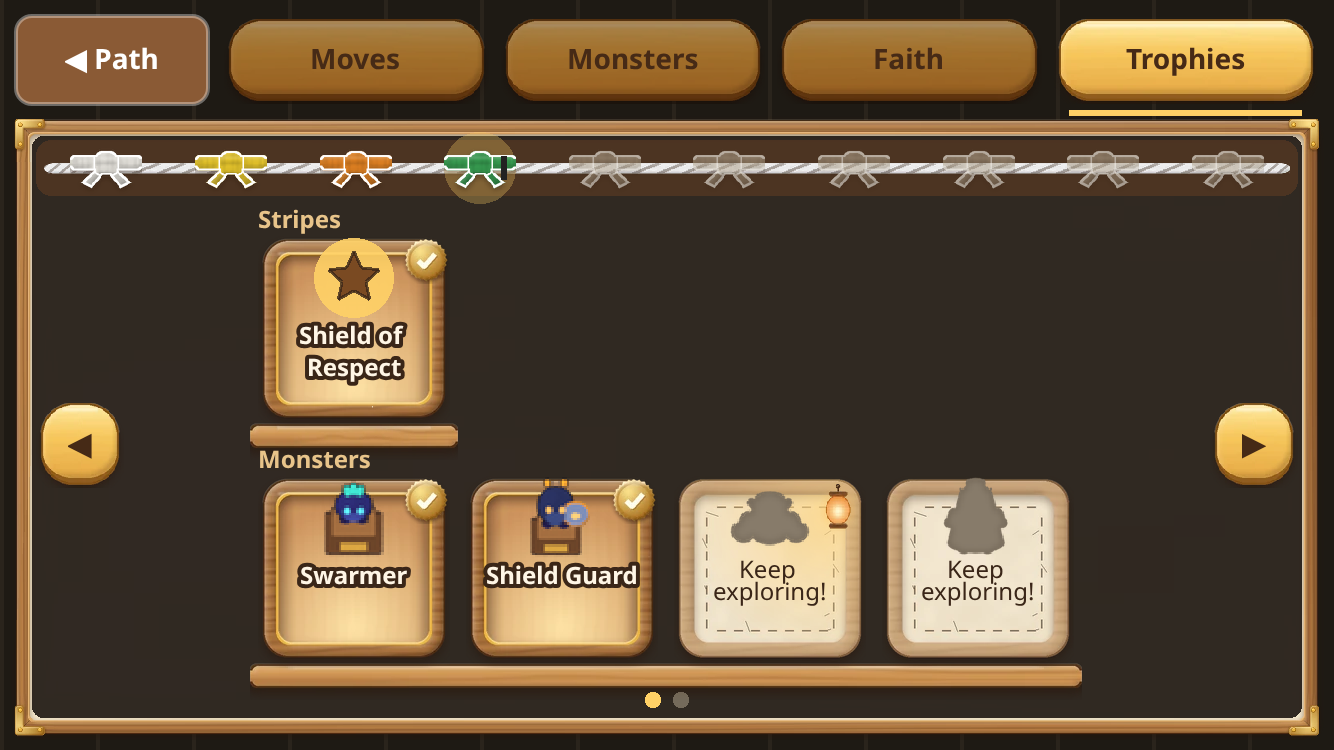 ◀ Path
Moves
Monsters
Faith
Trophies
Stripes
Shield of
Respect
Monsters
Swarmer
Shield Guard
Keep
exploring!
Keep
exploring!